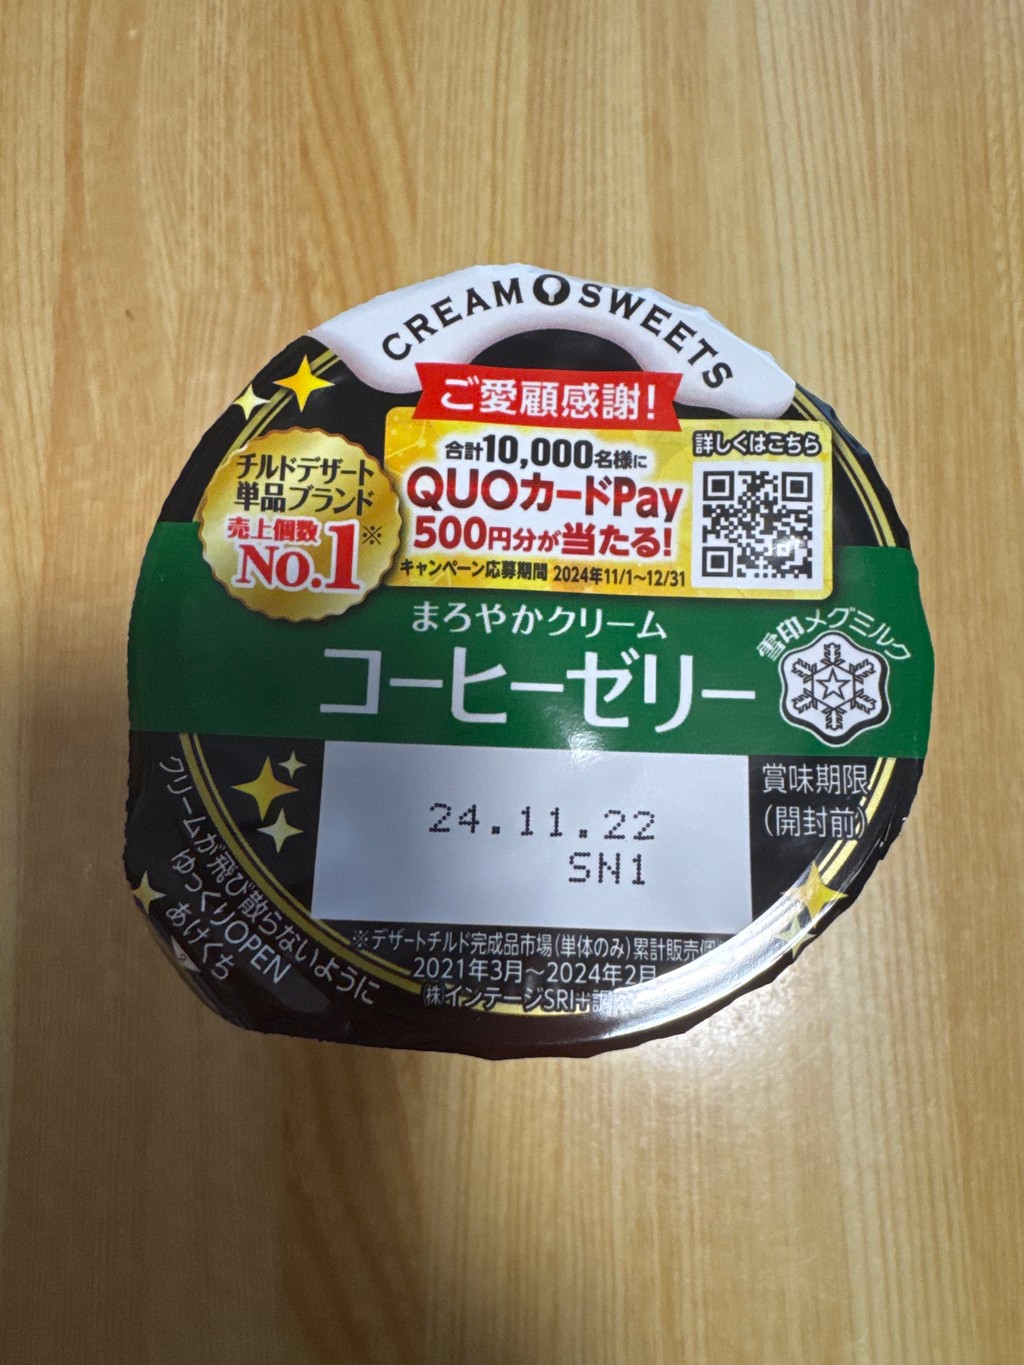 CREAM SWEETS
ご愛顧感謝!
合計10,000名様に
QUOカードPay
500円分が当たる!
キャンペーン応募期間 2024年11/1~12/31
詳しくはこちら
チルドデザート
単品ブランド
売上個数
No.1※
まろやかクリーム
コーヒーゼリー
雪印メグミルク
賞味期限
(開封前)
24.11.22
SN1
クリームが飛び散らないように
ゆっくりOPEN
あけくち
※デザートチルド完成品市場(単体のみ)累計販売個
2021年3月~2024年2月
(株)インテージSRI+調